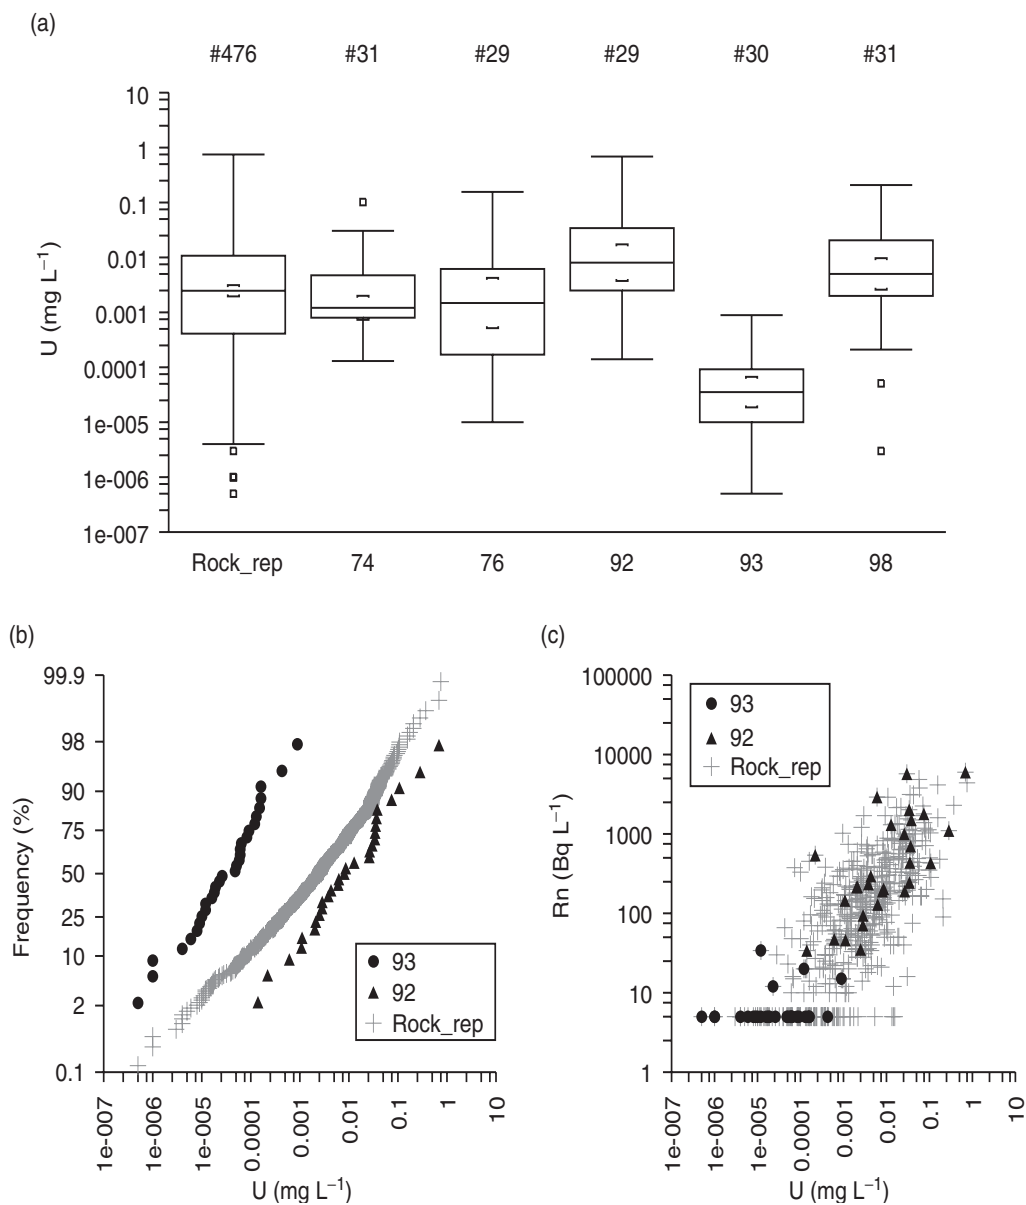 (a)
#476 #31 #29 #29 #30 #31
10
1
0.1
0.01
0.001
0.0001
1e-005
1e-006
1e-007
U (mg L⁻¹)
Rock_rep 74 76 92 93 98
(b)
99.9
98
90
75
50
25
10
2
0.1
Frequency (%)
93
92
Rock_rep
1e-007 1e-006 1e-005 0.0001 0.001 0.01 0.1 1 10
U (mg L⁻¹)
(c)
100000
10000
1000
100
10
1
Rn (Bq L⁻¹)
93
92
Rock_rep
1e-007 1e-006 1e-005 0.0001 0.001 0.01 0.1 1 10
U (mg L⁻¹)